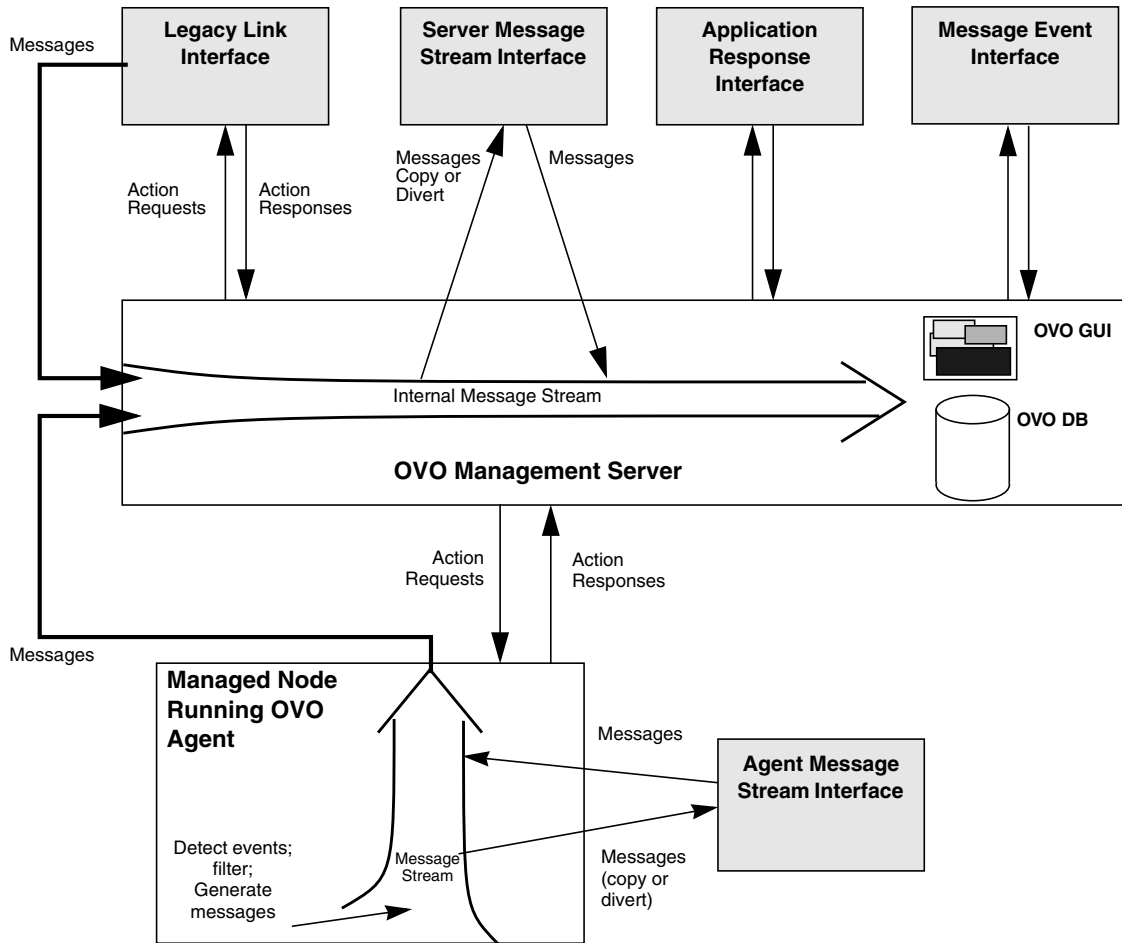 Messages
Legacy Link
Interface
Server Message
Stream Interface
Application
Response
Interface
Message Event
Interface
Action
Requests
Action
Responses
Messages
Copy or
Divert
Messages
OVO GUI
Internal Message Stream
OVO DB
OVO Management Server
Action
Requests
Action
Responses
Messages
Managed Node
Running OVO
Agent
Messages
Agent Message
Stream Interface
Detect events;
filter;
Generate
messages
Message
Stream
Messages
(copy or
divert)